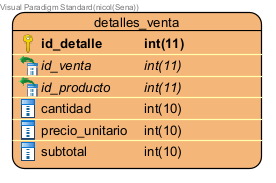 Visual Paradigm Standard(nicol(Sena))
detalles_venta
id_detalle int(11)
id_venta int(11)
id_producto int(11)
cantidad int(10)
precio_unitario int(10)
subtotal int(10)